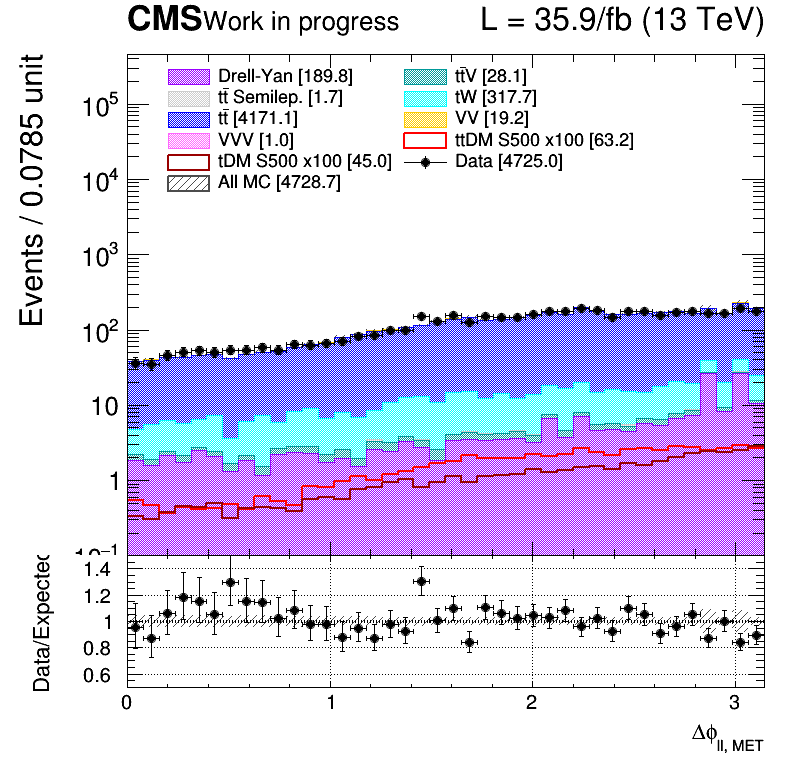 CMS Work in progress L = 35.9/fb (13 TeV)
Events / 0.0785 unit
Drell-Yan [189.8] tt̄V [28.1]
tt̄ Semilep. [1.7] tW [317.7]
tt̄ [4171.1] VV [19.2]
VVV [1.0] ttDM S500 x100 [63.2]
tDM S500 x100 [45.0] Data [4725.0]
All MC [4728.7]
10⁵
10⁴
10³
10²
10
1
10⁻¹
Data/Expected
1.4
1.2
1
0.8
0.6
0 1 2 3
Δϕ_ll, MET